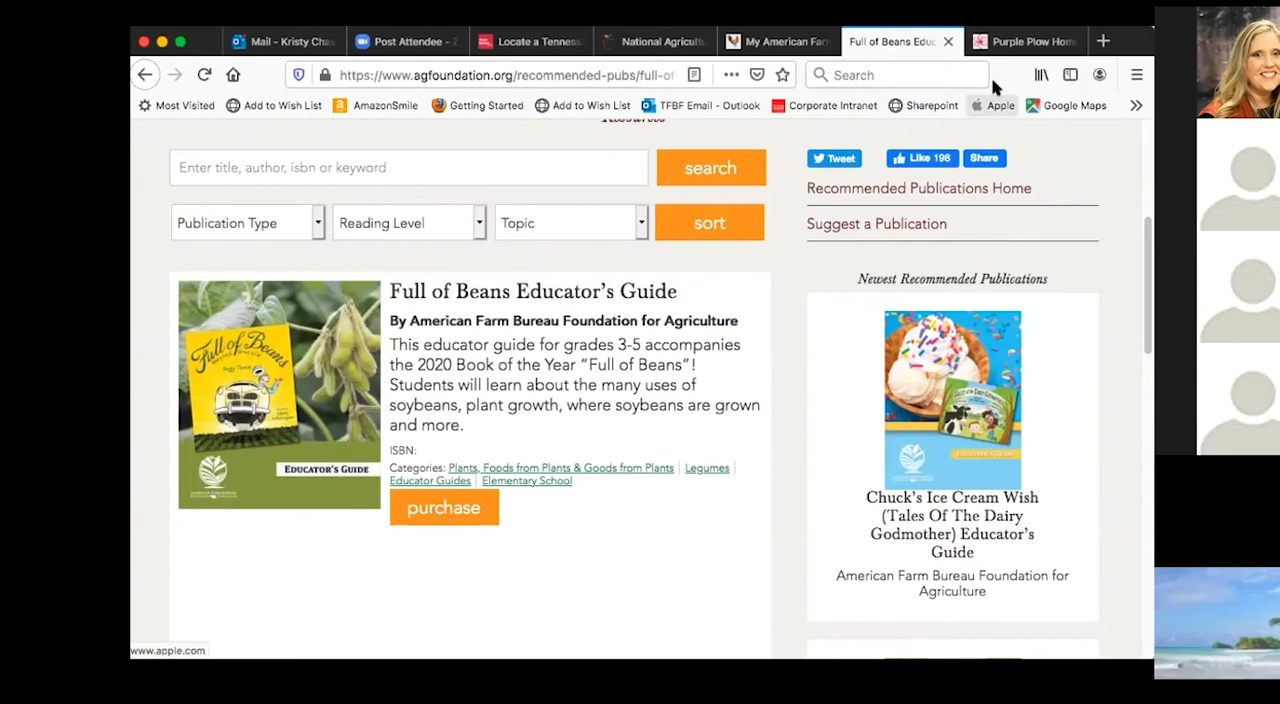 Mail - Kristy Chas
Post Attendee - Z
Locate a Tenness
National Agricultu
My American Farm
Full of Beans Educ
Purple Plow Home
https://www.agfoundation.org/recommended-pubs/full-of-
Search
Most Visited
Add to Wish List
AmazonSmile
Getting Started
Add to Wish List
TFBF Email - Outlook
Corporate Intranet
Sharepoint
Apple
Google Maps
Enter title, author, isbn or keyword
search
Publication Type
Reading Level
Topic
sort
Tweet
Like 198
Share
Recommended Publications Home
Suggest a Publication
Full of Beans
Peggy Thomas
EDUCATOR'S GUIDE
Full of Beans Educator's Guide
By American Farm Bureau Foundation for Agriculture
This educator guide for grades 3-5 accompanies
the 2020 Book of the Year “Full of Beans”!
Students will learn about the many uses of
soybeans, plant growth, where soybeans are grown
and more.
ISBN:
Categories: Plants, Foods from Plants & Goods from Plants | Legumes
Educator Guides | Elementary School
purchase
Newest Recommended Publications
Chuck's Ice Cream Wish
(Tales Of The Dairy
Godmother) Educator's
Guide
American Farm Bureau Foundation for
Agriculture
www.apple.com